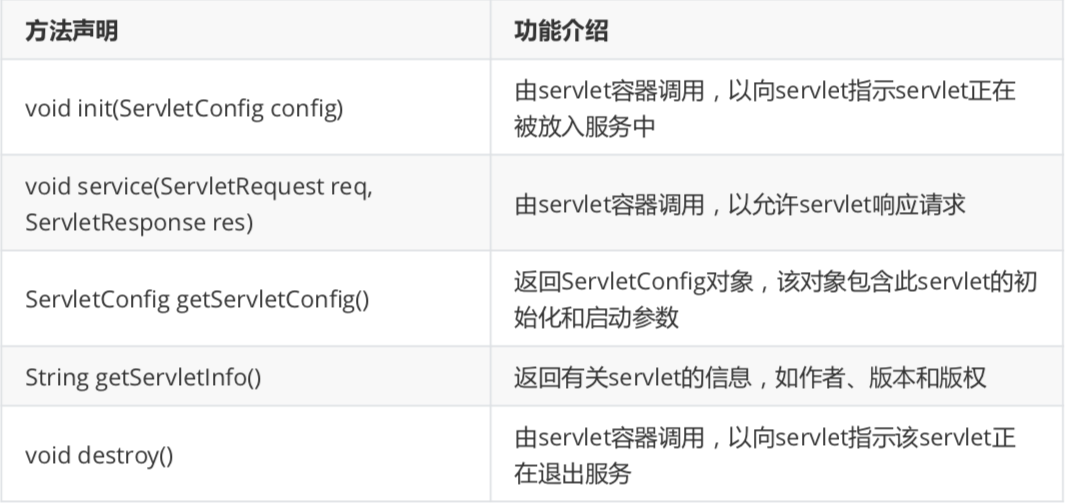 方法声明
功能介绍
void init(ServletConfig config)
由servlet容器调用，以向servlet指示servlet正在
被放入服务中
void service(ServletRequest req,
ServletResponse res)
由servlet容器调用，以允许servlet响应请求
ServletConfig getServletConfig()
返回ServletConfig对象，该对象包含此servlet的初
始化和启动参数
String getServletInfo()
返回有关servlet的信息，如作者、版本和版权
void destroy()
由servlet容器调用，以向servlet指示该servlet正
在退出服务